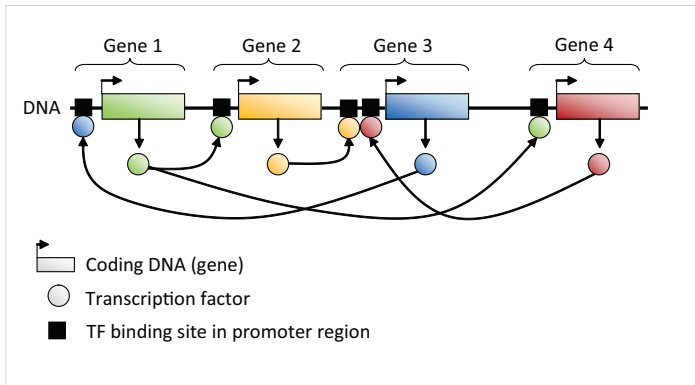 Gene 1 Gene 2 Gene 3 Gene 4
DNA
Coding DNA (gene)
Transcription factor
TF binding site in promoter region